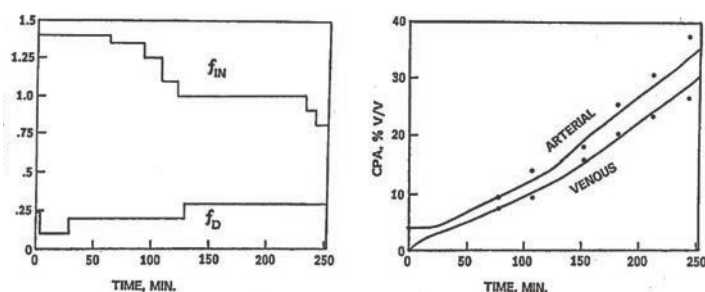 1.5
1.25
1.0
.75
.5
.25
0
0 50 100 150 200 250
TIME, MIN.
f_IN
f_D
CPA, % V/V
40
30
20
10
0
0 50 100 150 200 250
TIME, MIN.
ARTERIAL
VENOUS